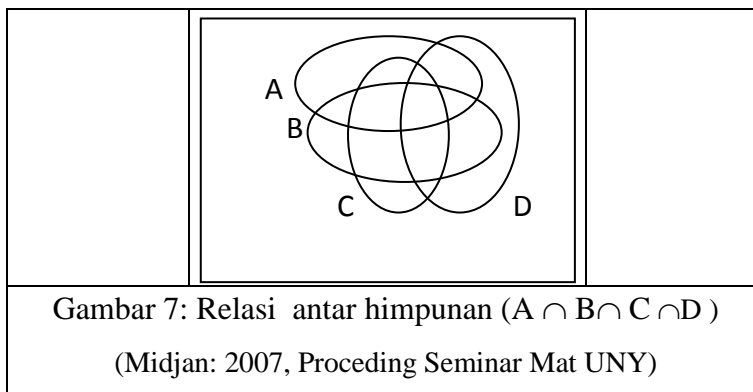 A
B
C
D
Gambar 7: Relasi antar himpunan (A ∩ B∩ C ∩D )
(Midjan: 2007, Proceding Seminar Mat UNY)